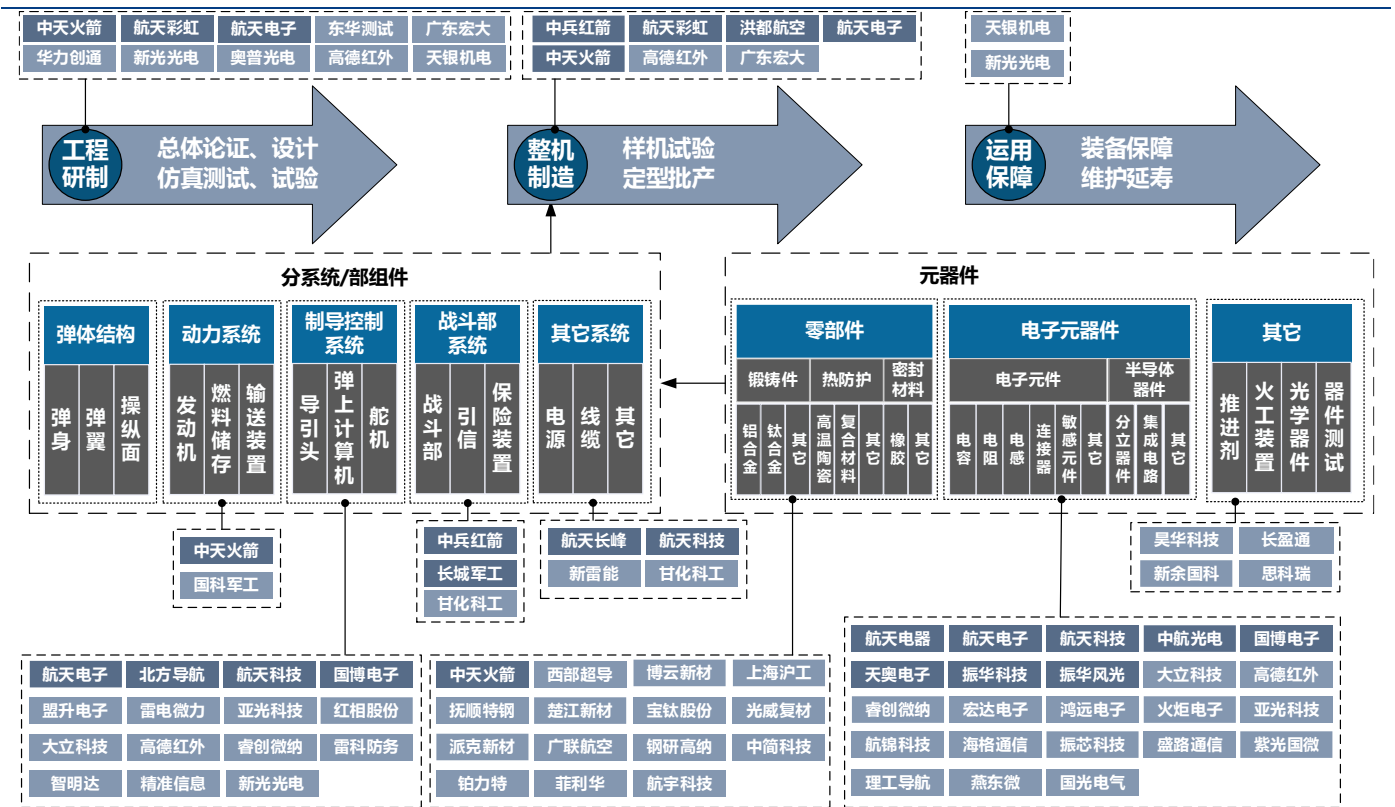 中天火箭 航天彩虹 航天电子 东华测试 广东宏大
华力创通 新光光电 奥普光电 高德红外 天银机电
中兵红箭 航天彩虹 洪都航空 航天电子
中天火箭 高德红外 广东宏大
天银机电
新光光电
工程
研制
总体论证、设计
仿真测试、试验
整机
制造
样机试验
定型批产
运用
保障
装备保障
维护延寿
分系统/部组件
弹体结构
弹身 弹翼 操纵面
动力系统
发动机 燃料储存 输送装置
制导控制
系统
导引头 弹上计算机 舵机
战斗部
系统
战斗部 引信 保险装置
其它系统
电源 线缆 其它
元器件
零部件
锻铸件 热防护 密封
材料
铝合金 钛合金 其它 高温陶瓷 复合材料 其它 橡胶 其它
电子元器件
电子元件 半导体
器件
电容 电阻 电感 连接器 敏感元件 其它 分立器件 集成电路 其它
其它
推进剂 火工装置 光学器件 器件测试
中天火箭
国科军工
中兵红箭
长城军工
甘化科工
航天长峰 航天科技
新雷能 甘化科工
昊华科技 长盈通
新余国科 思科瑞
航天电子 北方导航 航天科技 国博电子
盟升电子 雷电微力 亚光科技 红相股份
大立科技 高德红外 睿创微纳 雷科防务
智明达 精准信息 新光光电
中天火箭 西部超导 博云新材 上海沪工
抚顺特钢 楚江新材 宝钛股份 光威复材
派克新材 广联航空 钢研高纳 中简科技
铂力特 菲利华 航宇科技
航天电器 航天电子 航天科技 中航光电 国博电子
天奥电子 振华科技 振华风光 大立科技 高德红外
睿创微纳 宏达电子 鸿远电子 火炬电子 亚光科技
航锦科技 海格通信 振芯科技 盛路通信 紫光国微
理工导航 燕东微 国光电气